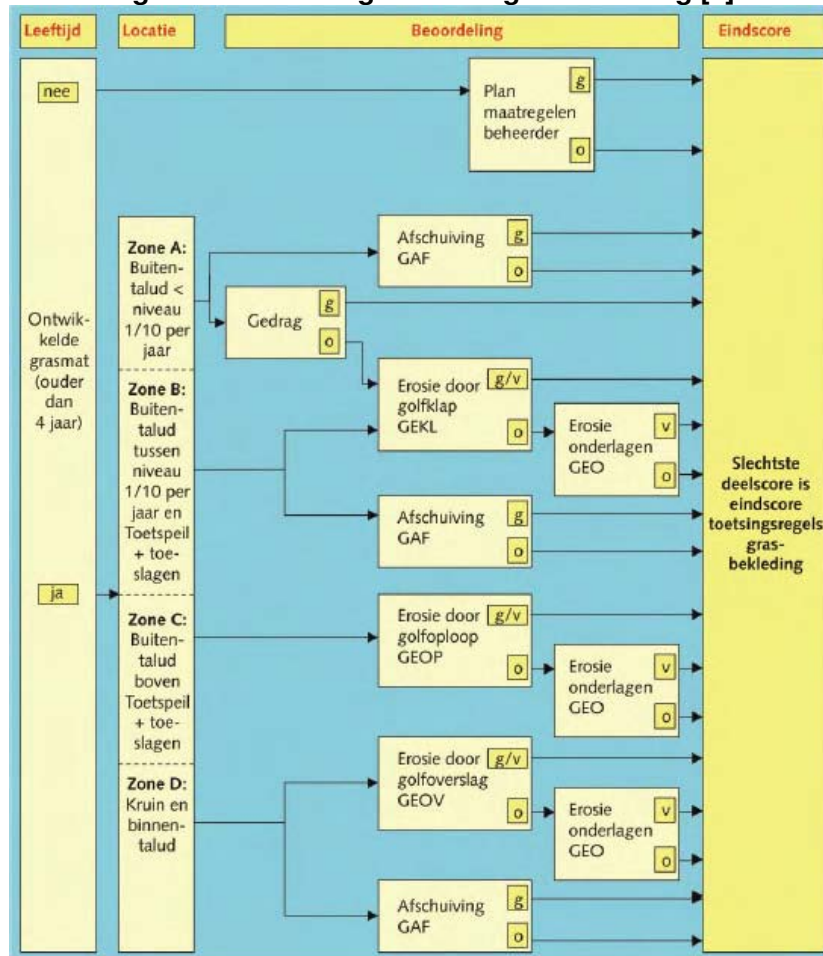 Leeftijd
Locatie
Beoordeling
Eindscore
nee
Plan
maatregelen
beheerder
g
o
Ontwik-
kelde
grasmat
(ouder
dan
4 jaar)
ja
Zone A:
Buiten-
talud <
niveau
1/10 per
jaar
Afschuiving
GAF
g
o
Gedrag
g
o
Zone B:
Buiten-
talud
tussen
niveau
1/10 per
jaar en
Toetspeil
+ toe-
slagen
Erosie door
golfklap
GEKL
g/v
o
Erosie
onderlagen
GEO
v
o
Afschuiving
GAF
g
o
Zone C:
Buiten-
talud
boven
Toetspeil
+ toe-
slagen
Erosie door
golfoploop
GEOP
g/v
o
Erosie
onderlagen
GEO
v
o
Zone D:
Kruin en
binnen-
talud
Erosie door
golfoverslag
GEOV
g/v
o
Erosie
onderlagen
GEO
v
o
Afschuiving
GAF
g
o
Slechtste
deelscore is
eindscore
toetsingsregels
gras-
bekleding